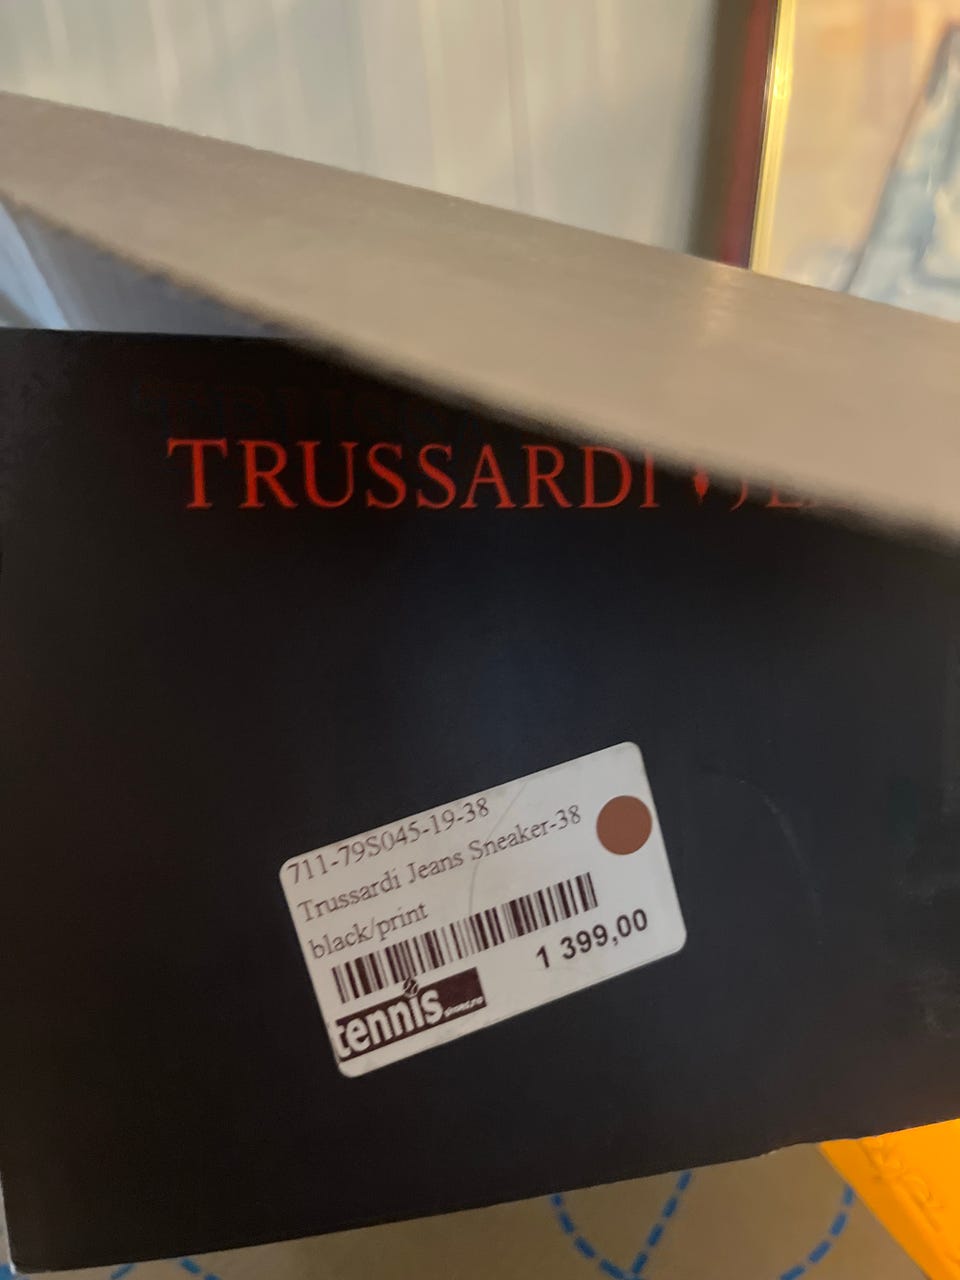 TRUSSARDI
711-79S045-19-38
Trussardi Jeans Sneaker-38
black/print
1 399,00
tennis